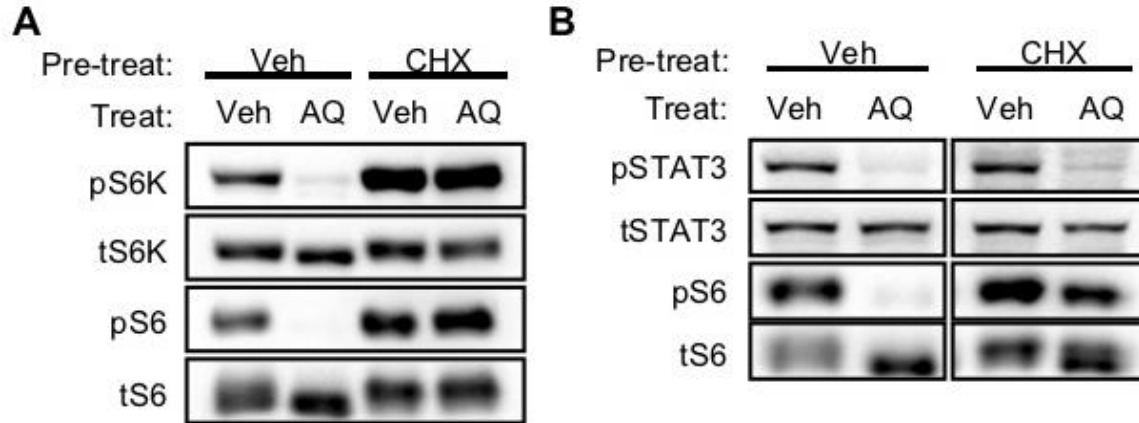 A
Pre-treat: Veh CHX
Treat: Veh AQ Veh AQ
pS6K
tS6K
pS6
tS6
B
Pre-treat: Veh CHX
Treat: Veh AQ Veh AQ
pSTAT3
tSTAT3
pS6
tS6